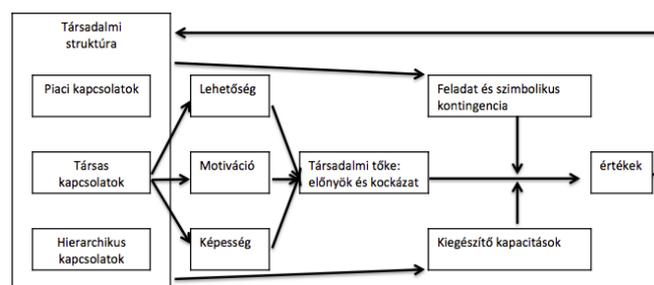 Társadalmi
struktúra
Piaci kapcsolatok
Társas
kapcsolatok
Hierarchikus
kapcsolatok
Lehetőség
Motiváció
Képesség
Társadalmi tőke:
előnyök és kockázat
Feladat és szimbolikus
kontingencia
Kiegészítő kapacitások
értékek